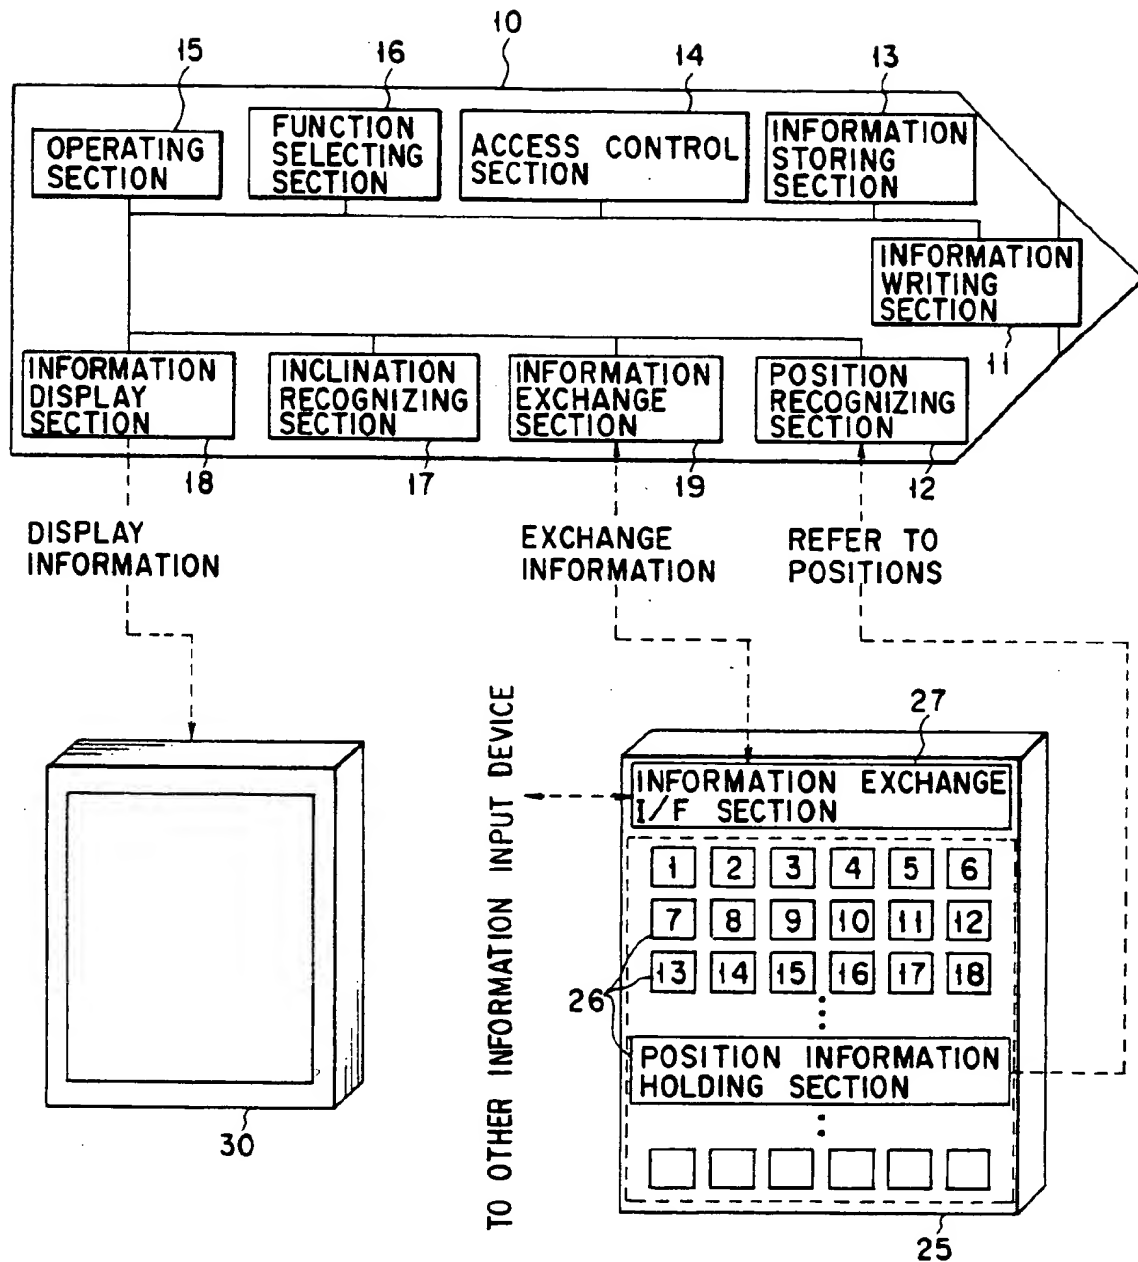 10
15
16
14
13
OPERATING
SECTION
FUNCTION
SELECTING
SECTION
ACCESS CONTROL
SECTION
INFORMATION
STORING
SECTION
INFORMATION
WRITING
SECTION
11
INFORMATION
DISPLAY
SECTION
INCLINATION
RECOGNIZING
SECTION
INFORMATION
EXCHANGE
SECTION
POSITION
RECOGNIZING
SECTION
18
17
19
12
DISPLAY
INFORMATION
EXCHANGE
INFORMATION
REFER TO
POSITIONS
TO OTHER INFORMATION INPUT DEVICE
27
INFORMATION EXCHANGE
I/F SECTION
1 2 3 4 5 6
7 8 9 10 11 12
13 14 15 16 17 18
26
POSITION INFORMATION
HOLDING SECTION
30
25